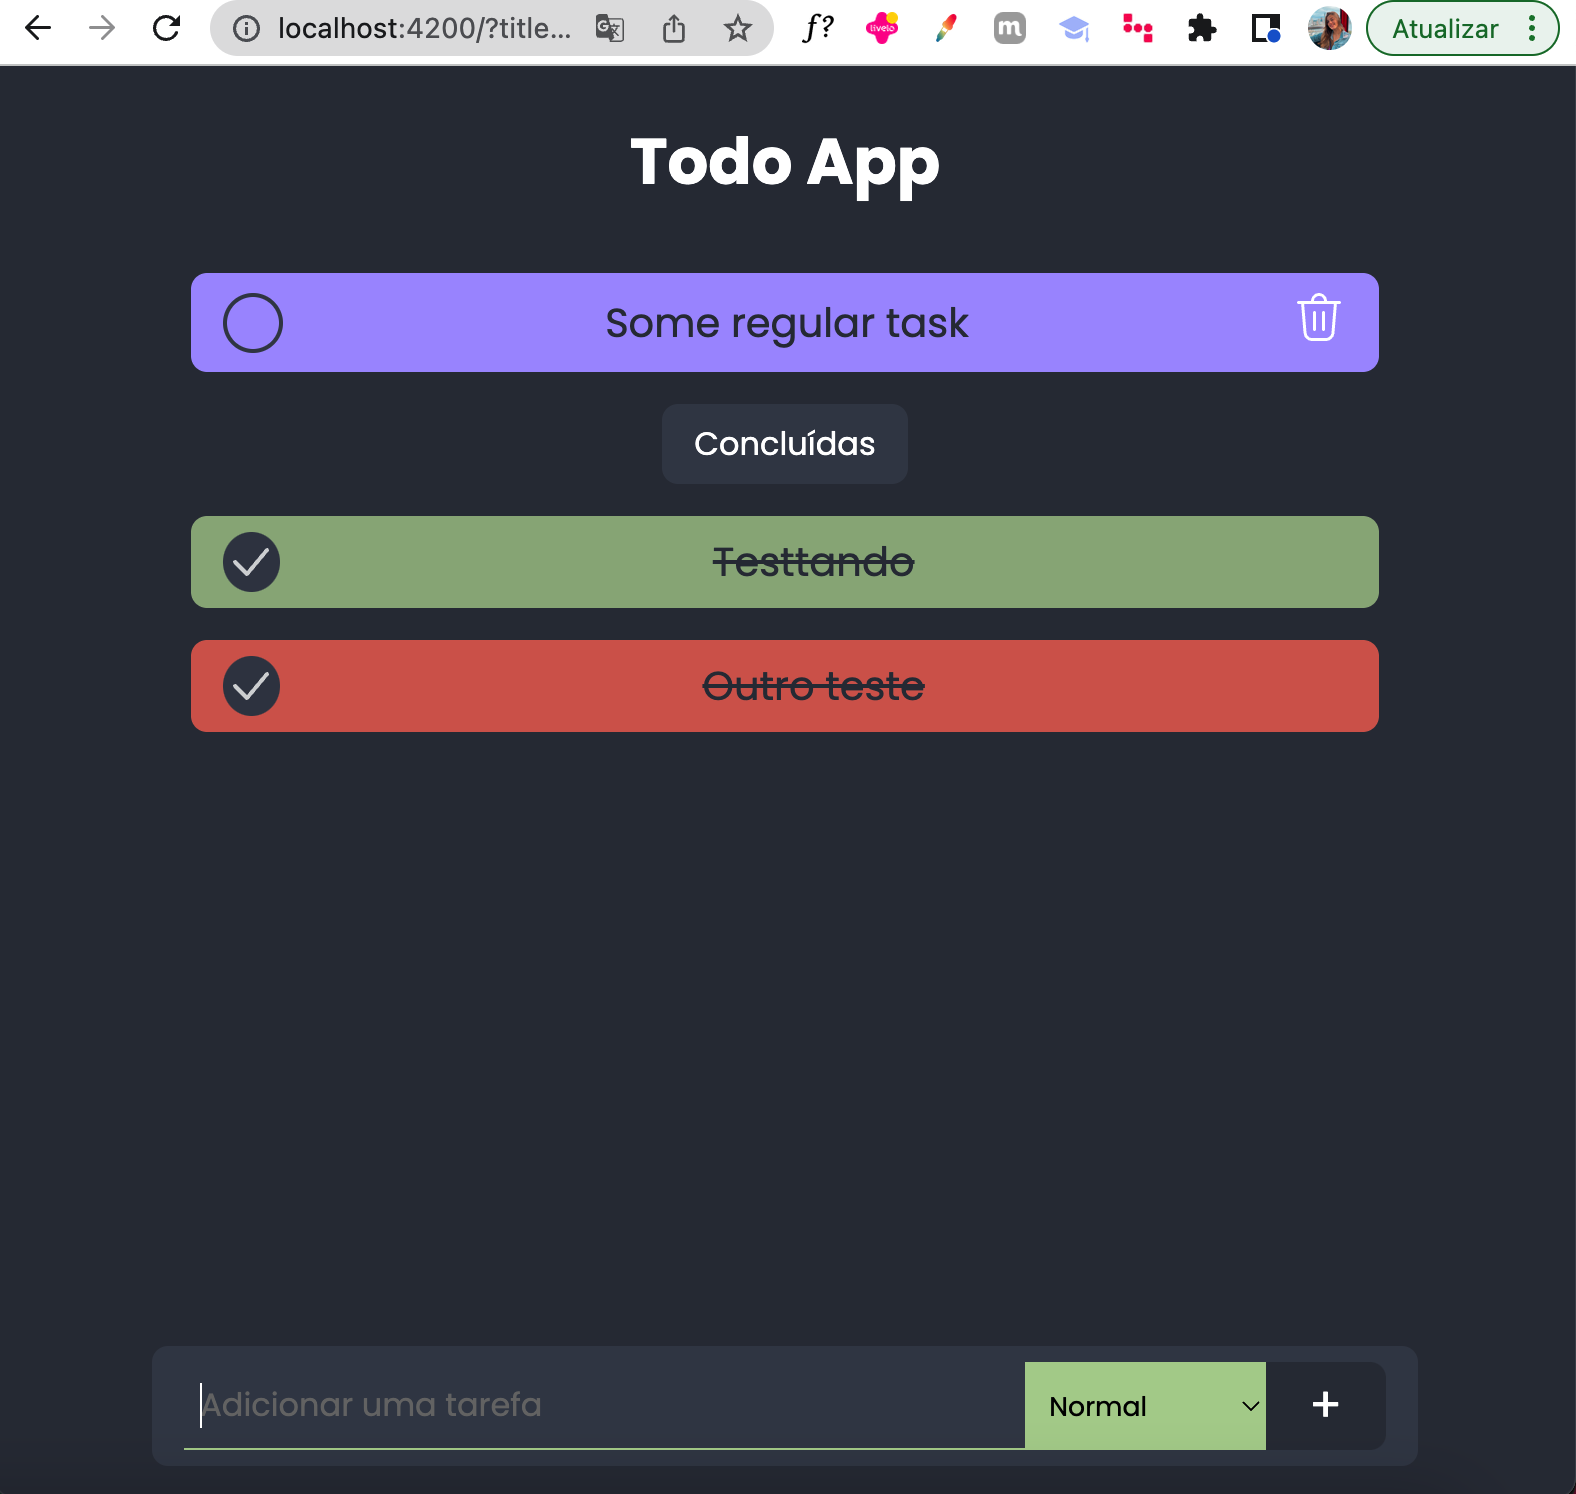 localhost:4200/?title...
f?
livelo
m
Atualizar
Todo App
Some regular task
Concluídas
Testtando
Outro teste
Adicionar uma tarefa
Normal
+